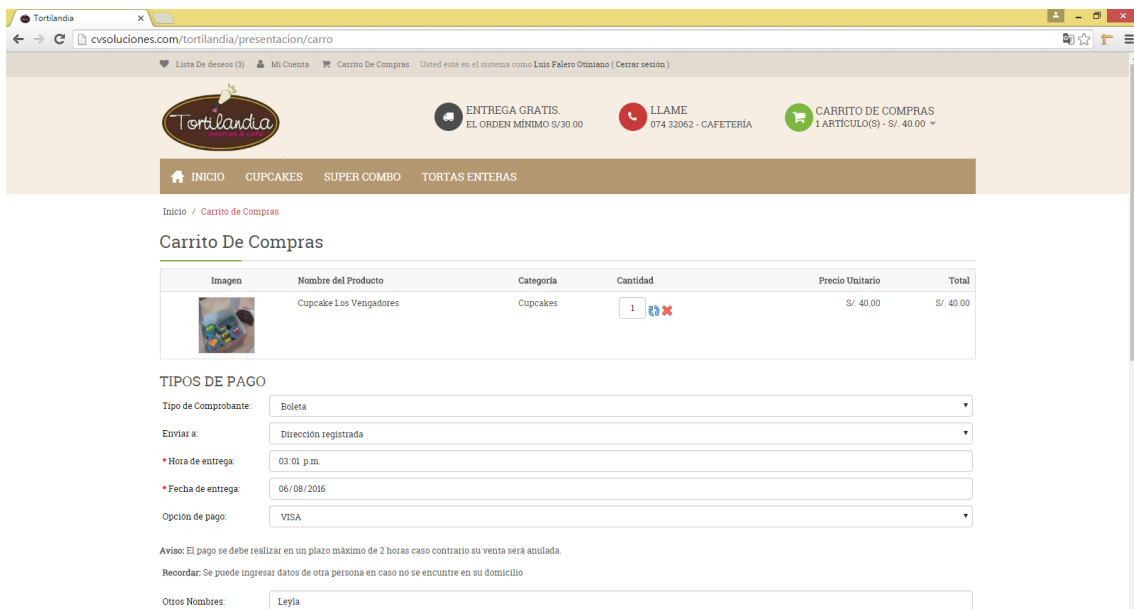 Tortilandia
cvsoluciones.com/tortilandia/presentacion/carro
Lista De deseos (3) Mi Cuenta Carrito De Compras Usted está en el sistema como Luis Falero Otiniano ( Cerrar sesión )
Tortilandia
postres & café
ENTREGA GRATIS.
EL ORDEN MÍNIMO S/30.00
LLAME
074 32062 - CAFETERÍA
CARRITO DE COMPRAS
1 ARTÍCULO(S) - S/. 40.00
INICIO CUPCAKES SUPER COMBO TORTAS ENTERAS
Inicio / Carrito de Compras
Carrito De Compras
Imagen Nombre del Producto Categoría Cantidad Precio Unitario Total
Cupcake Los Vengadores Cupcakes 1 S/. 40.00 S/. 40.00
TIPOS DE PAGO
Tipo de Comprobante: Boleta
Enviar a: Dirección registrada
* Hora de entrega: 03:01 p.m.
* Fecha de entrega: 06/08/2016
Opción de pago: VISA
Aviso: El pago se debe realizar en un plazo máximo de 2 horas caso contrario su venta será anulada.
Recordar: Se puede ingresar datos de otra persona en caso no se encuntre en su domicilio
Otros Nombres: Leyla